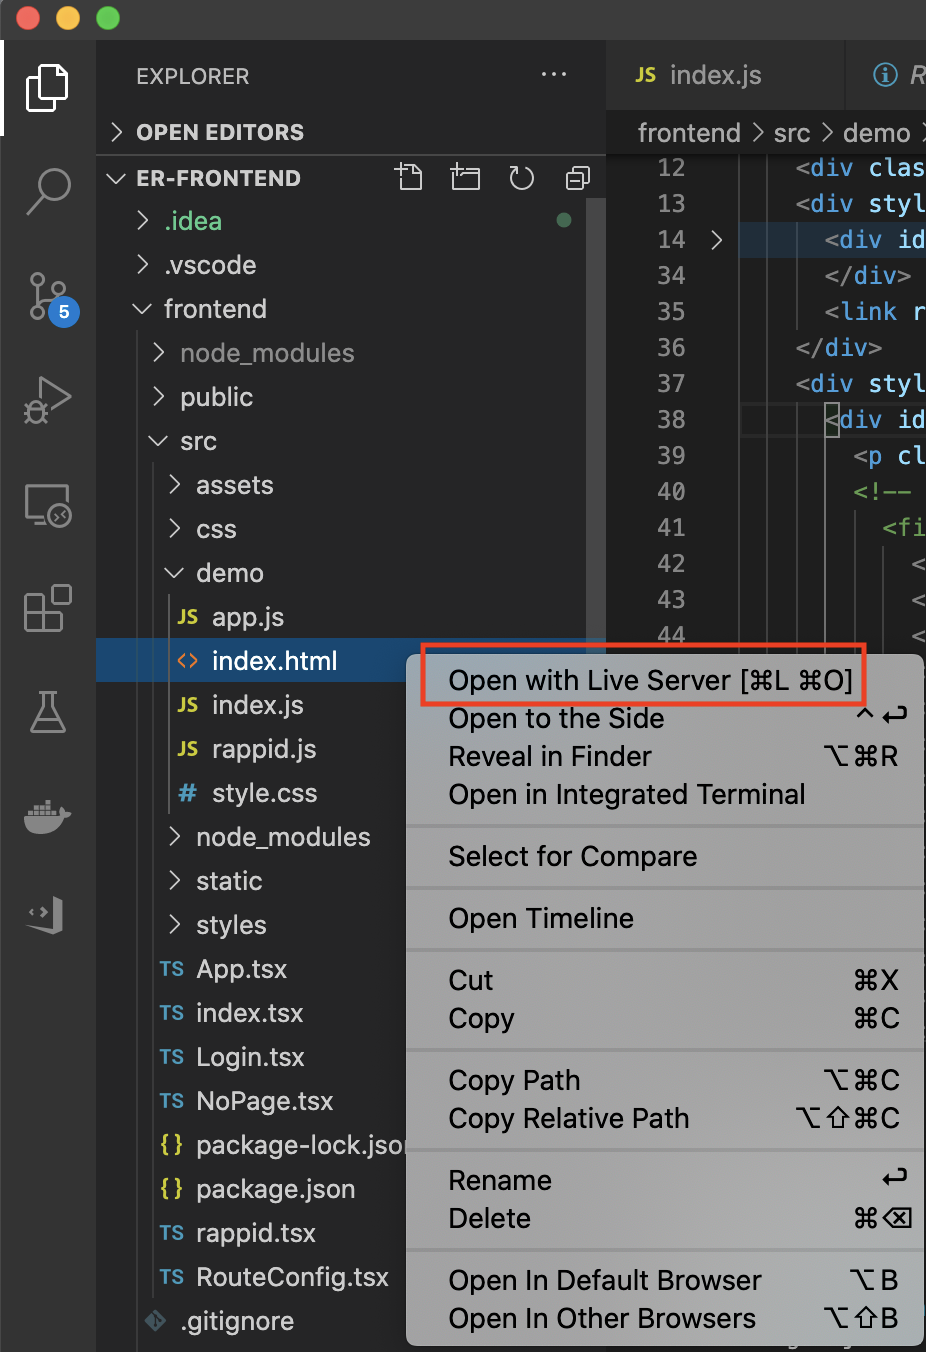 EXPLORER ...
OPEN EDITORS
ER-FRONTEND
.idea
.vscode
frontend
node_modules
public
src
assets
css
demo
JS app.js
<> index.html
JS index.js
JS rappid.js
# style.css
node_modules
static
styles
TS App.tsx
TS index.tsx
TS Login.tsx
TS NoPage.tsx
{} package-lock.jso
{} package.json
TS rappid.tsx
TS RouteConfig.tsx
.gitignore
5
JS index.js
R
frontend > src > demo >
12 <div clas
13 <div styl
14 > <div id
34 </div>
35 <link r
36 </div>
37 <div styl
38 <div id
39 <p cl
40 <!--
41 <fi
42 <
43 <
44 <
Open with Live Server [⌘L ⌘O]
Open to the Side ^↩
Reveal in Finder ⌥⌘R
Open in Integrated Terminal
Select for Compare
Open Timeline
Cut ⌘X
Copy ⌘C
Copy Path ⌥⌘C
Copy Relative Path ⌥⇧⌘C
Rename ↩
Delete ⌘⌫
Open In Default Browser ⌥B
Open In Other Browsers ⌥⇧B